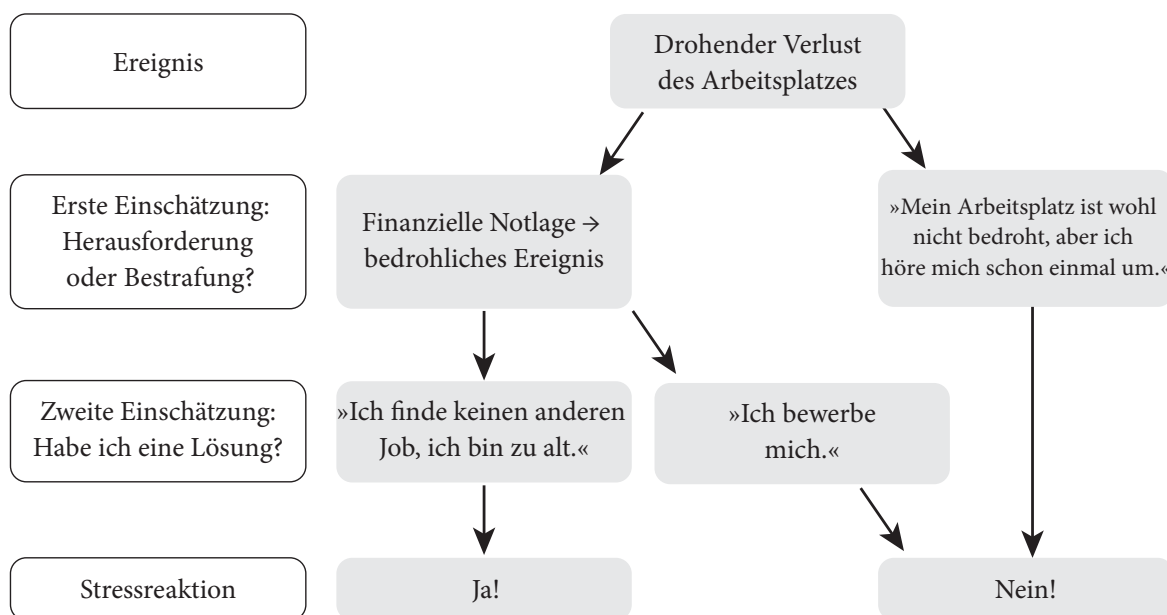 Ereignis
Drohender Verlust
des Arbeitsplatzes
Erste Einschätzung:
Herausforderung
oder Bestrafung?
Finanzielle Notlage →
bedrohliches Ereignis
»Mein Arbeitsplatz ist wohl
nicht bedroht, aber ich
höre mich schon einmal um.«
Zweite Einschätzung:
Habe ich eine Lösung?
»Ich finde keinen anderen
Job, ich bin zu alt.«
»Ich bewerbe
mich.«
Stressreaktion
Ja!
Nein!